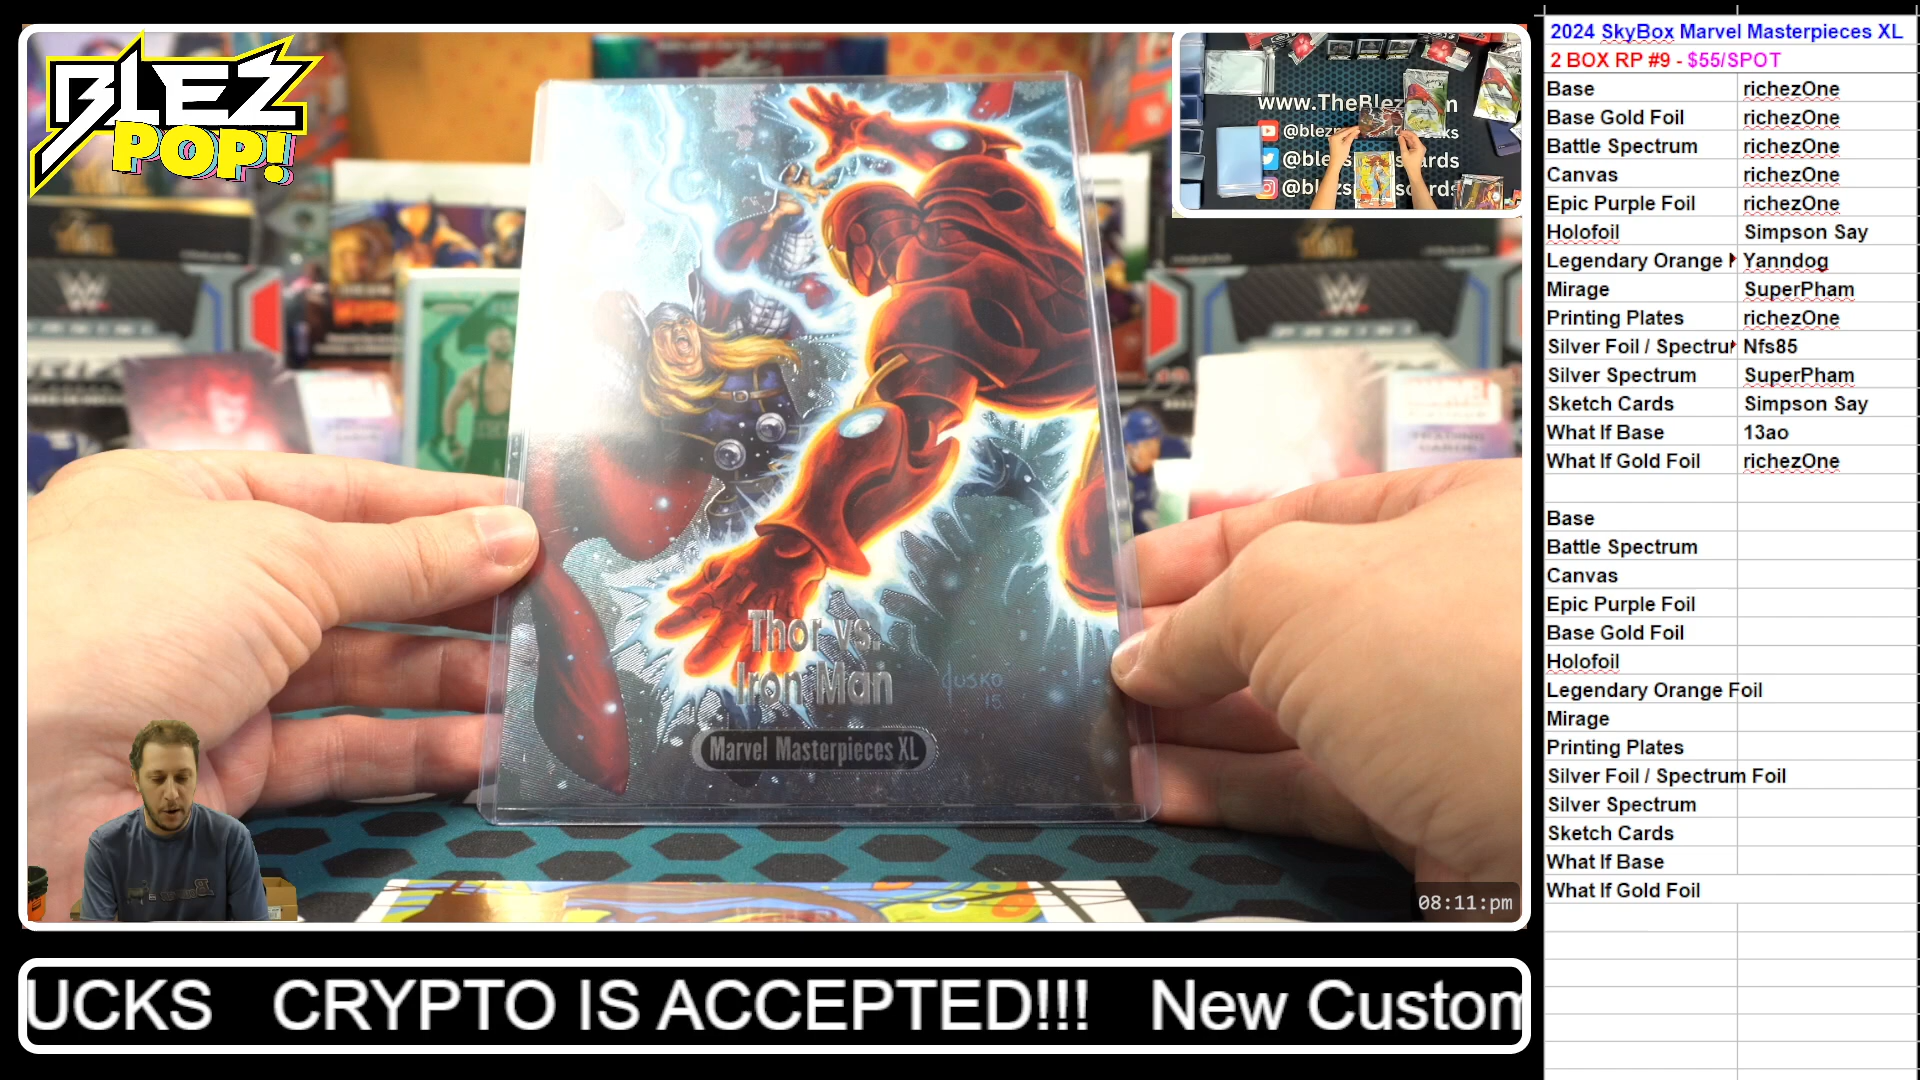 BLEZ
POP!
Thor vs.
Iron Man
JUSKO
15
Marvel Masterpieces XL
www.TheBlez
08:11:pm
UCKS CRYPTO IS ACCEPTED!!! New Custom
2024 SkyBox Marvel Masterpieces XL
2 BOX RP #9 - $55/SPOT
Base richezOne
Base Gold Foil richezOne
Battle Spectrum richezOne
Canvas richezOne
Epic Purple Foil richezOne
Holofoil Simpson Say
Legendary Orange Yanndog
Mirage SuperPham
Printing Plates richezOne
Silver Foil / Spectru Nfs85
Silver Spectrum SuperPham
Sketch Cards Simpson Say
What If Base 13ao
What If Gold Foil richezOne
Base
Battle Spectrum
Canvas
Epic Purple Foil
Base Gold Foil
Holofoil
Legendary Orange Foil
Mirage
Printing Plates
Silver Foil / Spectrum Foil
Silver Spectrum
Sketch Cards
What If Base
What If Gold Foil